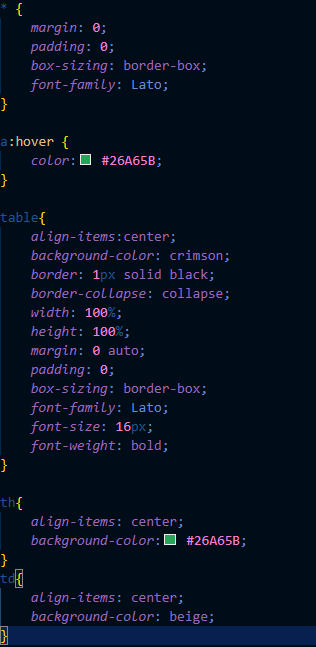 * {
    margin: 0;
    padding: 0;
    box-sizing: border-box;
    font-family: Lato;
}

a:hover {
    color: #26A65B;
}

table{
    align-items:center;
    background-color: crimson;
    border: 1px solid black;
    border-collapse: collapse;
    width: 100%;
    height: 100%;
    margin: 0 auto;
    padding: 0;
    box-sizing: border-box;
    font-family: Lato;
    font-size: 16px;
    font-weight: bold;
}

th{
    align-items: center;
    background-color: #26A65B;
}
td{
    align-items: center;
    background-color: beige;
}